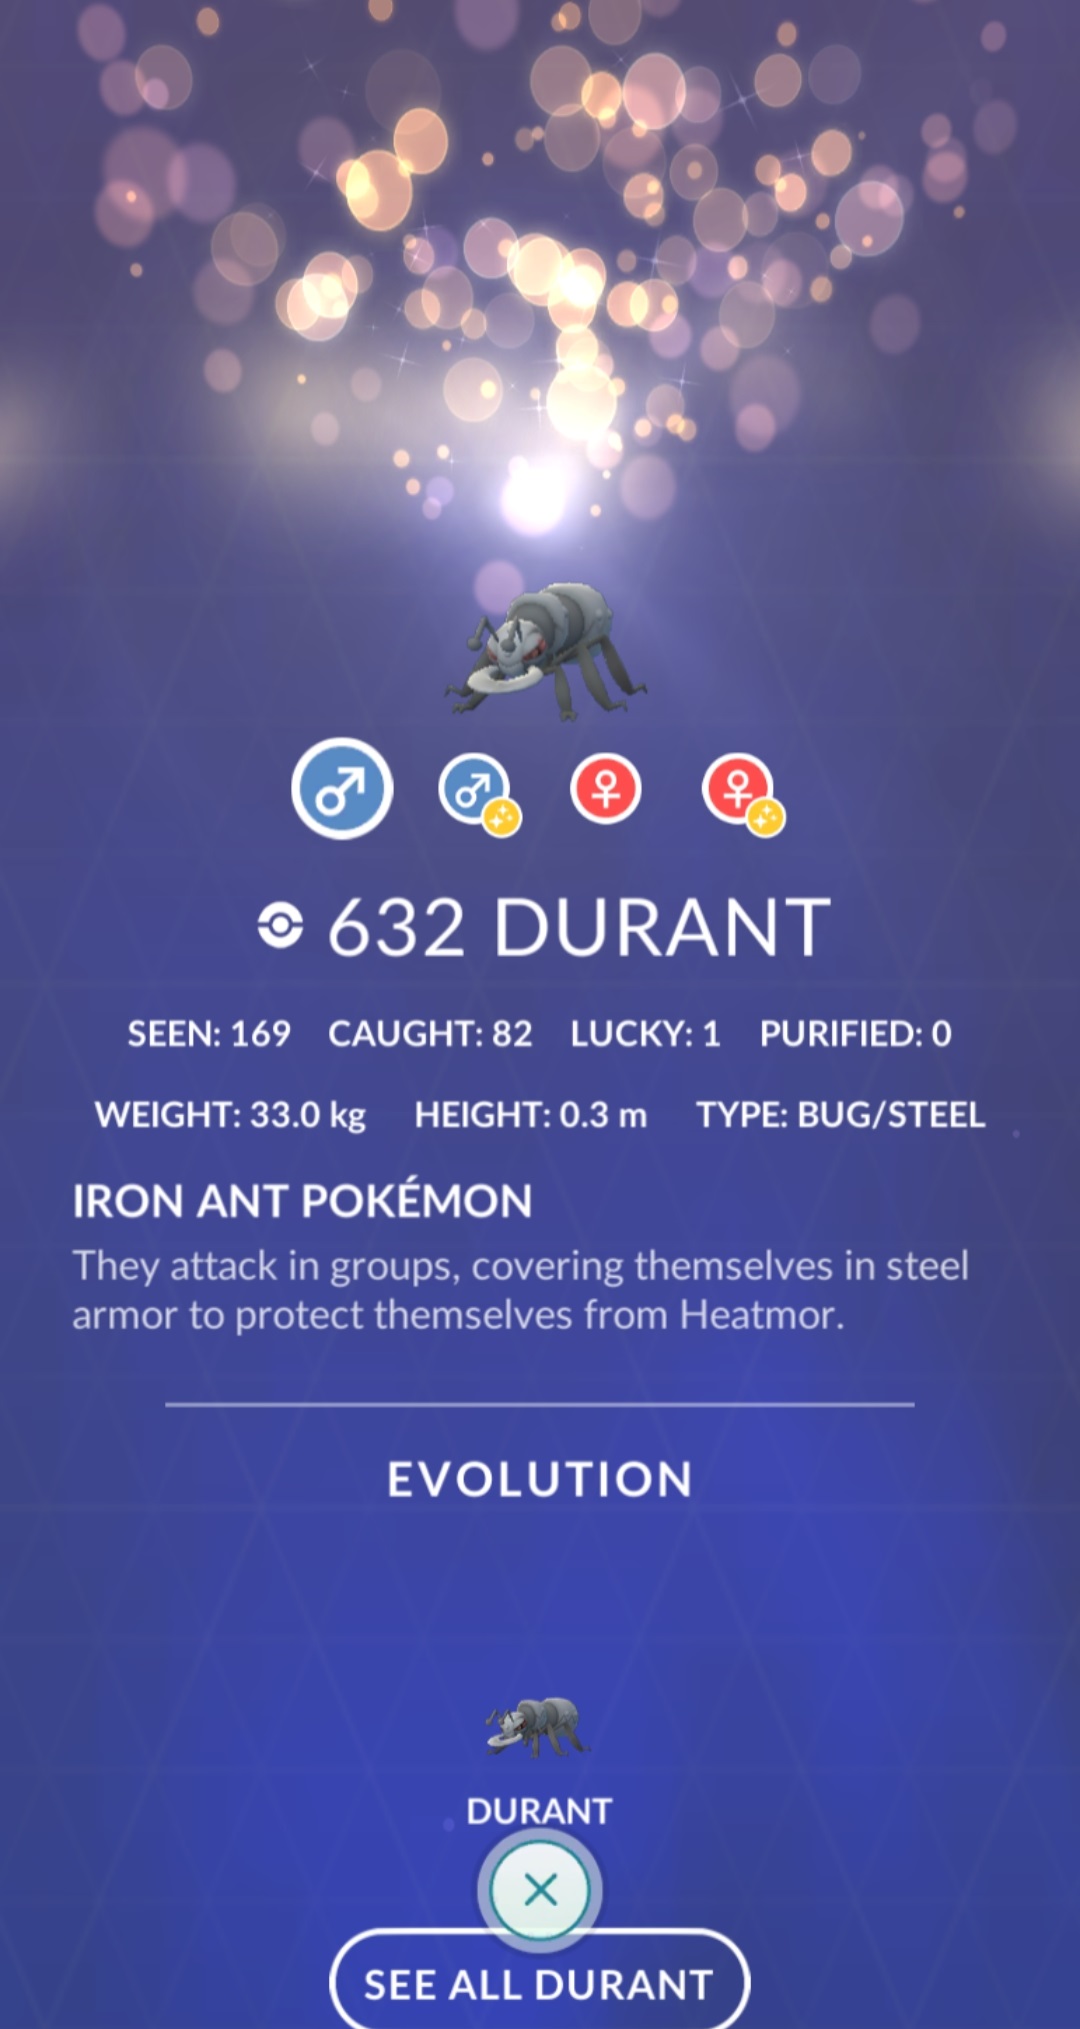 632 DURANT
SEEN: 169 CAUGHT: 82 LUCKY: 1 PURIFIED: 0
WEIGHT: 33.0 kg HEIGHT: 0.3 m TYPE: BUG/STEEL
IRON ANT POKÉMON
They attack in groups, covering themselves in steel
armor to protect themselves from Heatmor.
EVOLUTION
DURANT
SEE ALL DURANT